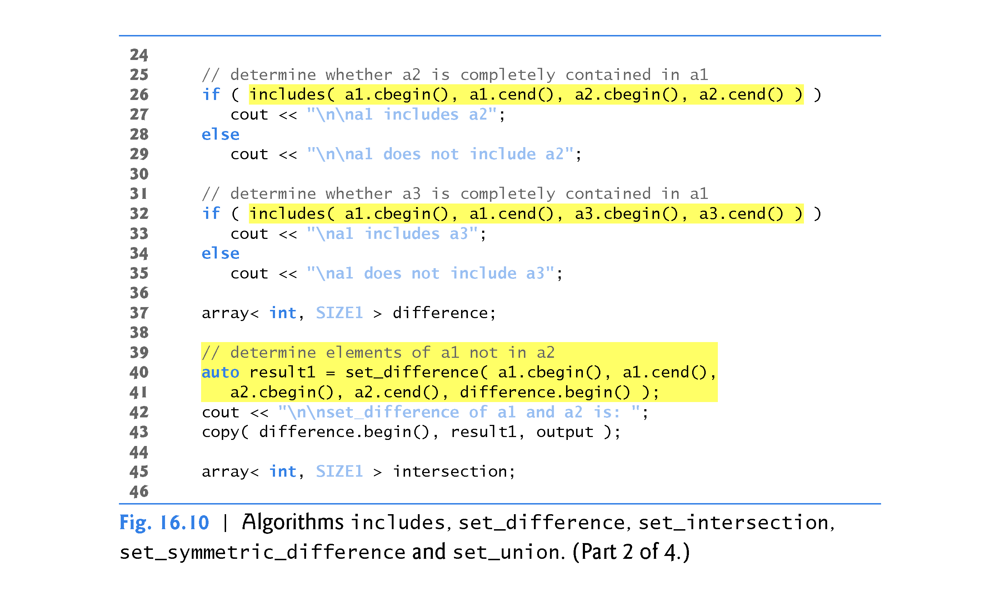 24
25 // determine whether a2 is completely contained in a1
26 if ( includes( a1.cbegin(), a1.cend(), a2.cbegin(), a2.cend() ) )
27 cout << "\n\na1 includes a2";
28 else
29 cout << "\n\na1 does not include a2";
30
31 // determine whether a3 is completely contained in a1
32 if ( includes( a1.cbegin(), a1.cend(), a3.cbegin(), a3.cend() ) )
33 cout << "\na1 includes a3";
34 else
35 cout << "\na1 does not include a3";
36
37 array< int, SIZE1 > difference;
38
39 // determine elements of a1 not in a2
40 auto result1 = set_difference( a1.cbegin(), a1.cend(),
41 a2.cbegin(), a2.cend(), difference.begin() );
42 cout << "\n\nset_difference of a1 and a2 is: ";
43 copy( difference.begin(), result1, output );
44
45 array< int, SIZE1 > intersection;
46
Fig. 16.10 | Algorithms includes, set_difference, set_intersection,
set_symmetric_difference and set_union. (Part 2 of 4.)